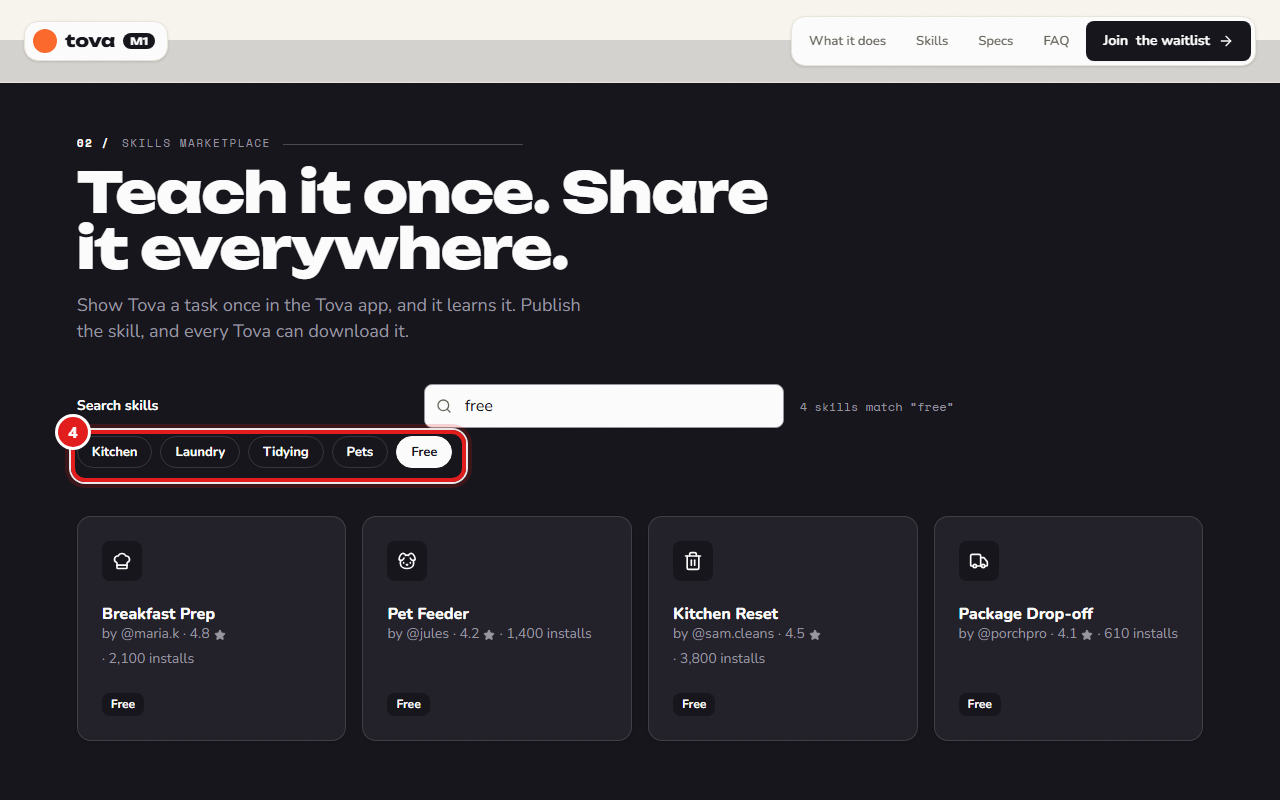 tova M1
What it does Skills Specs FAQ Join the waitlist →
02 / SKILLS MARKETPLACE
Teach it once. Share
it everywhere.
Show Tova a task once in the Tova app, and it learns it. Publish
the skill, and every Tova can download it.
Search skills
free
4 skills match "free"
4
Kitchen Laundry Tidying Pets Free
Breakfast Prep
by @maria.k · 4.8 ★
· 2,100 installs
Free
Pet Feeder
by @jules · 4.2 ★ · 1,400 installs
Free
Kitchen Reset
by @sam.cleans · 4.5 ★
· 3,800 installs
Free
Package Drop-off
by @porchpro · 4.1 ★ · 610 installs
Free